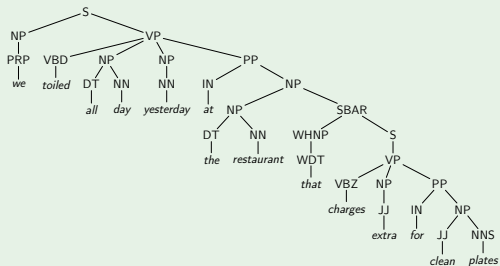 S
NP VP
PRP VBD NP NP PP
we toiled DT NN NN IN NP
all day yesterday at NP SBAR
DT NN WHNP S
the restaurant WDT VP
that VBZ NP PP
charges JJ IN NP
extra for JJ NNS
clean plates